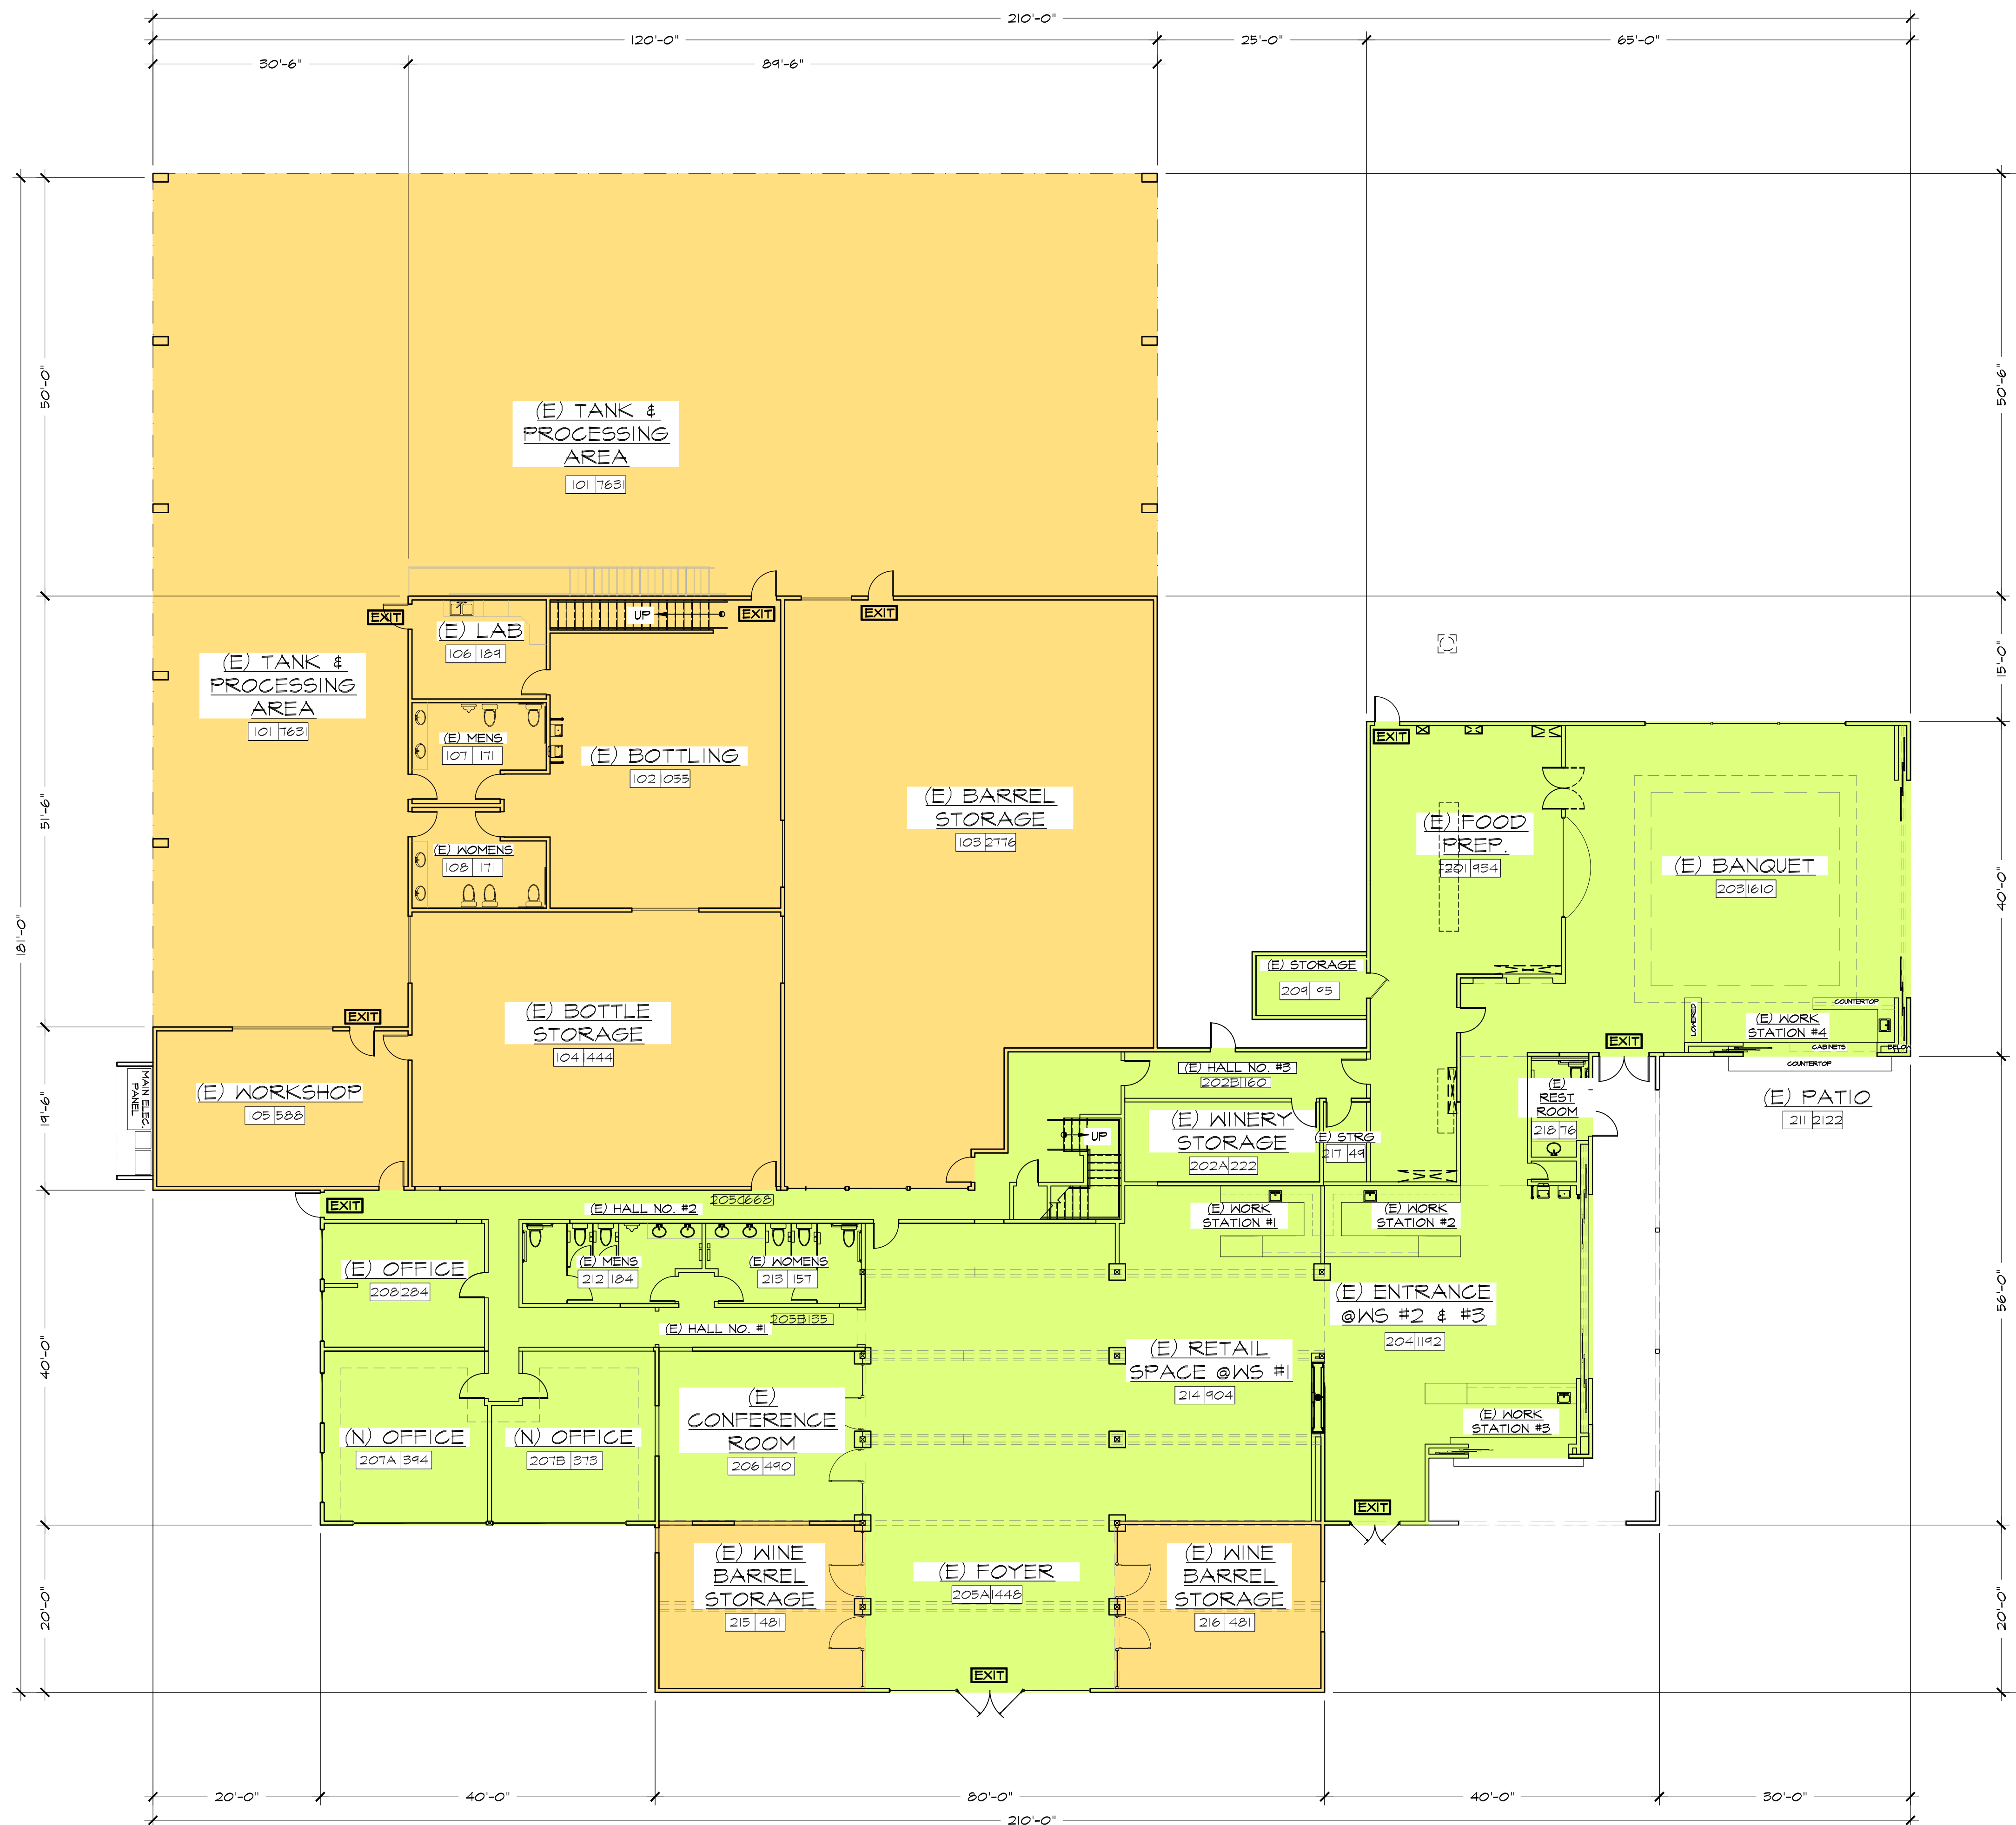 210'-0"
120'-0"
25'-0"
65'-0"
30'-6"
89'-6"
50'-0"
51'-6"
19'-6"
40'-0"
20'-0"
181'-0"
50'-6"
15'-0"
40'-0"
56'-0"
20'-0"
(E) TANK &
PROCESSING
AREA
101 7631
EXIT
(E) LAB
106 189
UP
EXIT
EXIT
(E) TANK &
PROCESSING
AREA
101 7631
(E) MENS
107 171
(E) BOTTLING
102 1055
(E) BARREL
STORAGE
103 2776
(E) WOMENS
108 171
EXIT
(E) FOOD
PREP.
201 934
(E) BANQUET
203 1610
(E) STORAGE
209 95
LOWERED
COUNTERTOP
(E) WORK
STATION #4
CABINETS
BELO
COUNTERTOP
EXIT
EXIT
(E) BOTTLE
STORAGE
104 1444
(E) WORKSHOP
105 588
MAIN ELEC.
PANEL
(E) HALL NO. #3
202B 160
(E) WINERY
STORAGE
202A 222
(E) STRG
217 49
UP
(E)
REST
ROOM
218 76
(E) PATIO
211 2122
EXIT
205C 668
(E) HALL NO. #2
(E) WORK
STATION #1
(E) WORK
STATION #2
(E) OFFICE
208 284
(E) MENS
212 184
(E) WOMENS
213 157
205B 135
(E) HALL NO. #1
(E) ENTRANCE
@WS #2 & #3
204 1192
(E) RETAIL
SPACE @WS #1
214 904
(E)
CONFERENCE
ROOM
206 490
(N) OFFICE
207A 394
(N) OFFICE
207B 373
(E) WORK
STATION #3
EXIT
(E) WINE
BARREL
STORAGE
215 481
(E) FOYER
205A 1448
(E) WINE
BARREL
STORAGE
216 481
EXIT
20'-0"
40'-0"
80'-0"
40'-0"
30'-0"
210'-0"